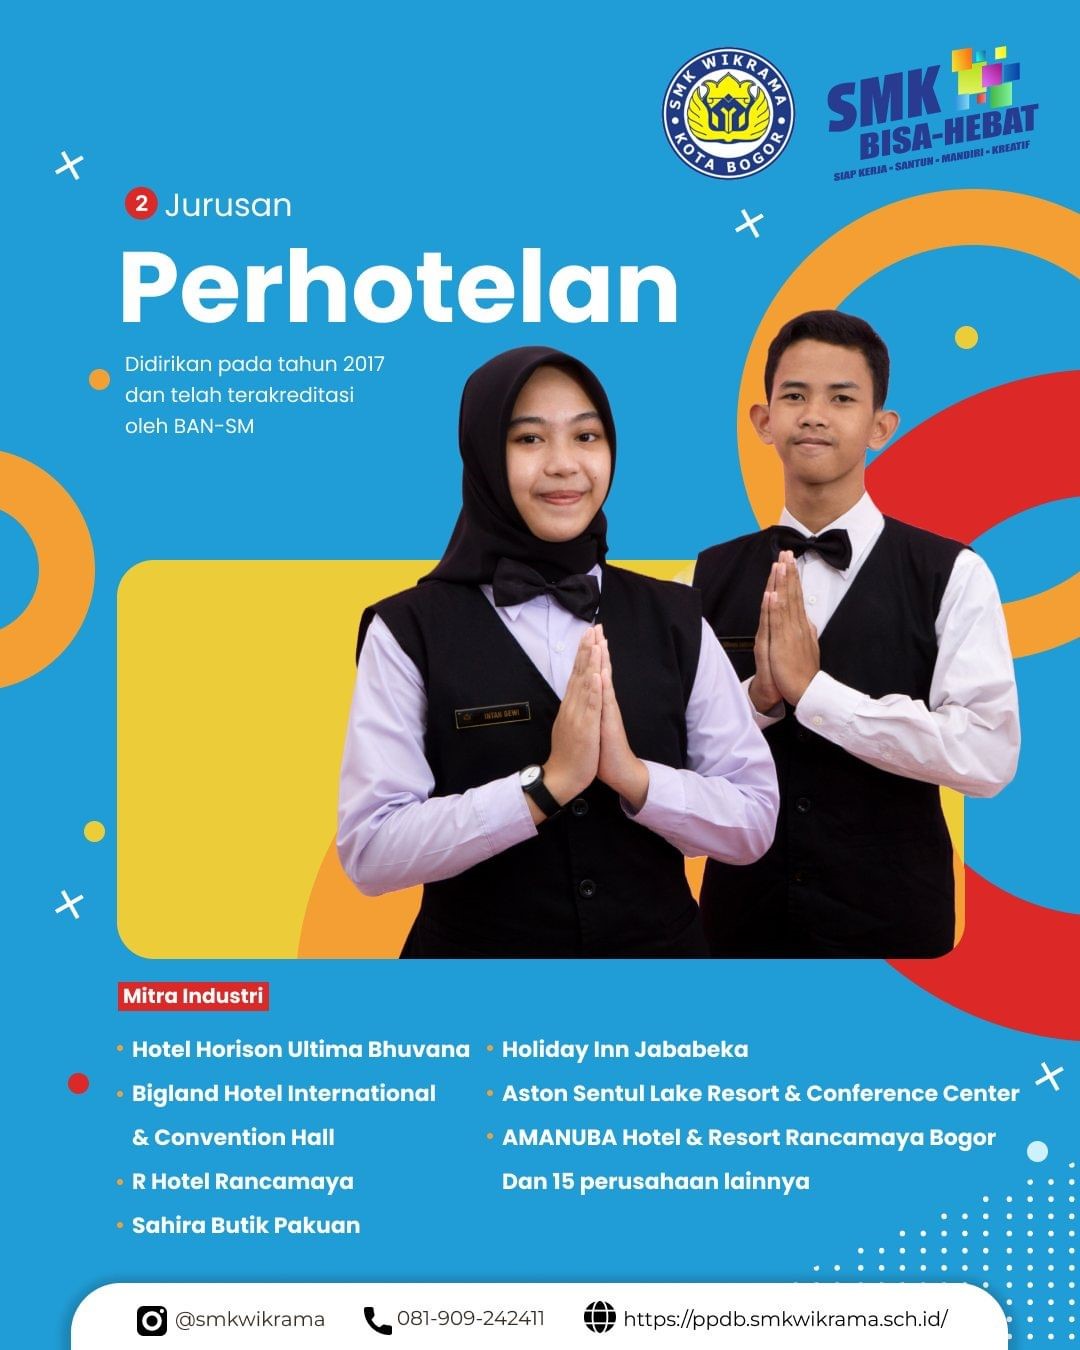 SMK WIKRAMA
KOTA BOGOR
SMK
BISA-HEBAT
SIAP KERJA • SANTUN • MANDIRI • KREATIF
2 Jurusan
Perhotelan
Didirikan pada tahun 2017
dan telah terakreditasi
oleh BAN-SM
INTAN DEWI
Mitra Industri
• Hotel Horison Ultima Bhuvana
• Bigland Hotel International
& Convention Hall
• R Hotel Rancamaya
• Sahira Butik Pakuan
• Holiday Inn Jababeka
• Aston Sentul Lake Resort & Conference Center
• AMANUBA Hotel & Resort Rancamaya Bogor
Dan 15 perusahaan lainnya
@smkwikrama
081-909-242411
https://ppdb.smkwikrama.sch.id/